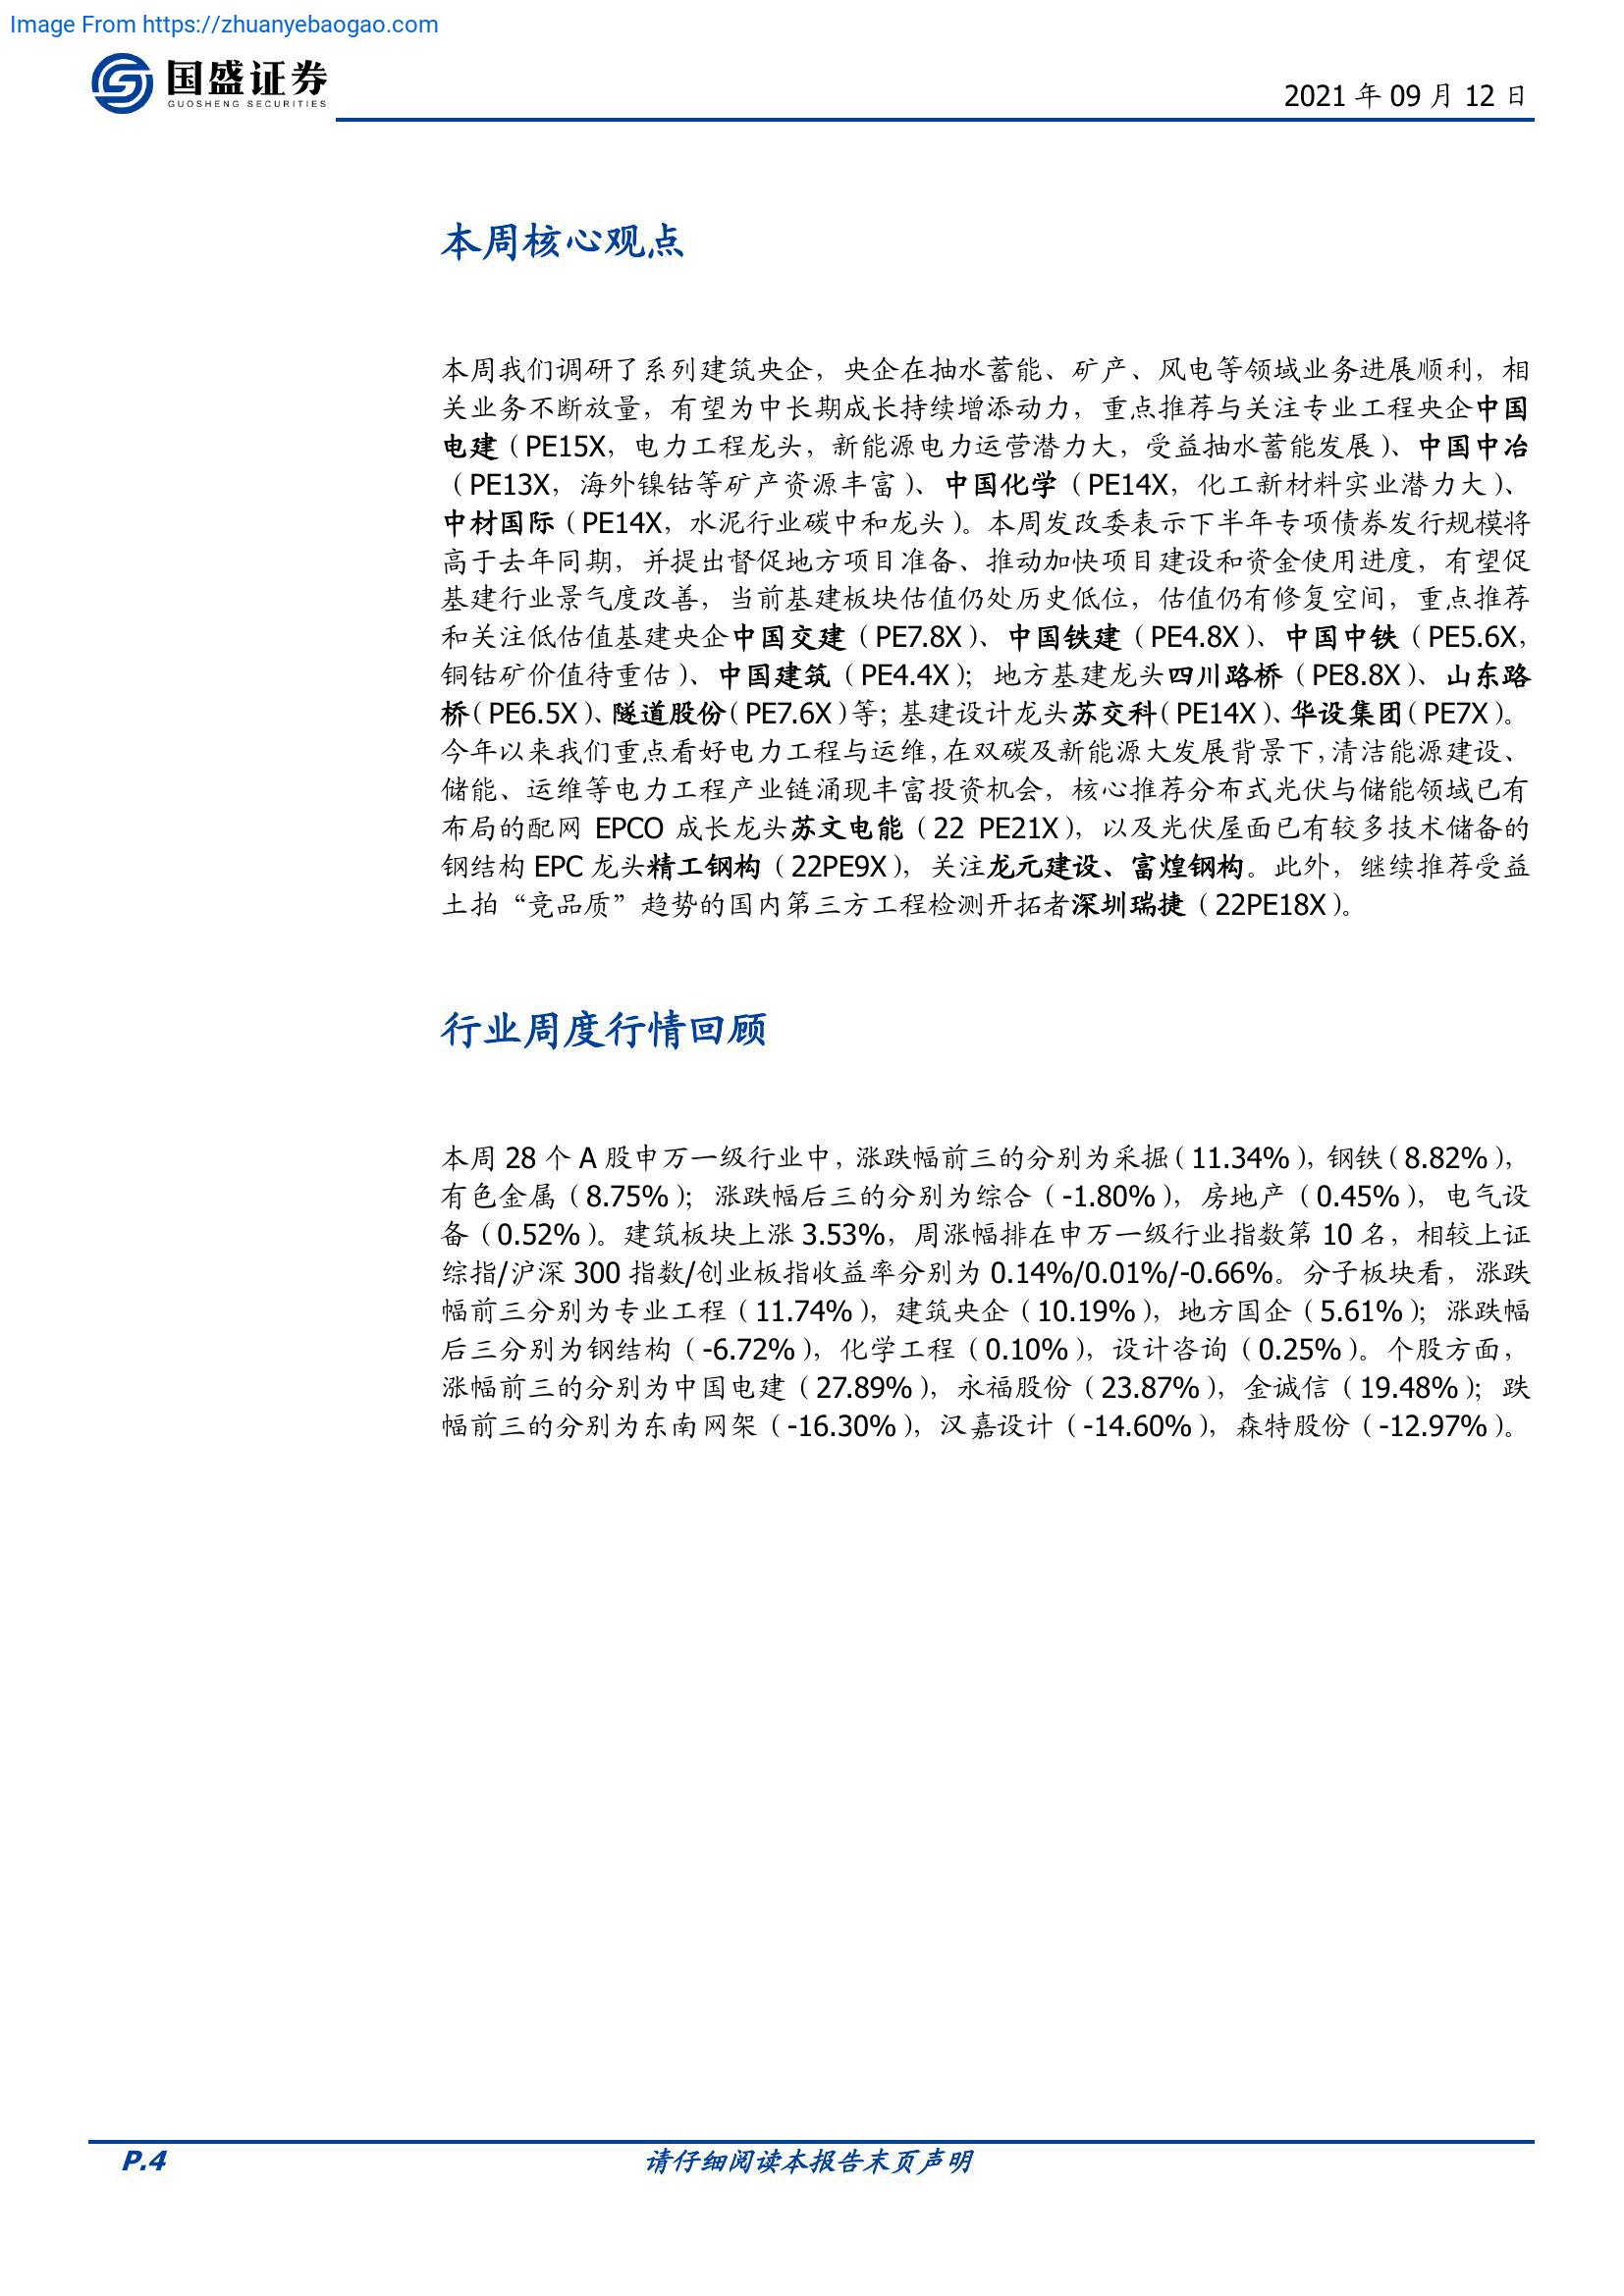 Image From https://zhuanyebaogao.com
国盛证券
GUOSHENG SECURITIES
2021 年 09 月 12 日
本周核心观点
本周我们调研了系列建筑央企，央企在抽水蓄能、矿产、风电等领域业务进展顺利，相
关业务不断放量，有望为中长期成长持续增添动力，重点推荐与关注专业工程央企中国
电建（PE15X，电力工程龙头，新能源电力运营潜力大，受益抽水蓄能发展）、中国中冶
（PE13X，海外镍钴等矿产资源丰富）、中国化学（PE14X，化工新材料实业潜力大）、
中材国际（PE14X，水泥行业碳中和龙头）。本周发改委表示下半年专项债券发行规模将
高于去年同期，并提出督促地方项目准备、推动加快项目建设和资金使用进度，有望促
基建行业景气度改善，当前基建板块估值仍处历史低位，估值仍有修复空间，重点推荐
和关注低估值基建央企中国交建（PE7.8X）、中国铁建（PE4.8X）、中国中铁（PE5.6X，
铜钴矿价值待重估）、中国建筑（PE4.4X）；地方基建龙头四川路桥（PE8.8X）、山东路
桥（PE6.5X）、隧道股份（PE7.6X）等；基建设计龙头苏交科（PE14X）、华设集团（PE7X）。
今年以来我们重点看好电力工程与运维，在双碳及新能源大发展背景下，清洁能源建设、
储能、运维等电力工程产业链涌现丰富投资机会，核心推荐分布式光伏与储能领域已有
布局的配网 EPCO 成长龙头苏文电能（22 PE21X），以及光伏屋面已有较多技术储备的
钢结构 EPC 龙头精工钢构（22PE9X），关注龙元建设、富煌钢构。此外，继续推荐受益
土拍“竞品质”趋势的国内第三方工程检测开拓者深圳瑞捷（22PE18X）。
行业周度行情回顾
本周 28 个 A 股申万一级行业中，涨跌幅前三的分别为采掘（11.34%），钢铁（8.82%），
有色金属（8.75%）；涨跌幅后三的分别为综合（-1.80%），房地产（0.45%），电气设
备（0.52%）。建筑板块上涨 3.53%，周涨幅排在申万一级行业指数第 10 名，相较上证
综指/沪深 300 指数/创业板指收益率分别为 0.14%/0.01%/-0.66%。分子板块看，涨跌
幅前三分别为专业工程（11.74%），建筑央企（10.19%），地方国企（5.61%）；涨跌幅
后三分别为钢结构（-6.72%），化学工程（0.10%），设计咨询（0.25%）。个股方面，
涨幅前三的分别为中国电建（27.89%），永福股份（23.87%），金诚信（19.48%）；跌
幅前三的分别为东南网架（-16.30%），汉嘉设计（-14.60%），森特股份（-12.97%）。
P.4
请仔细阅读本报告末页声明